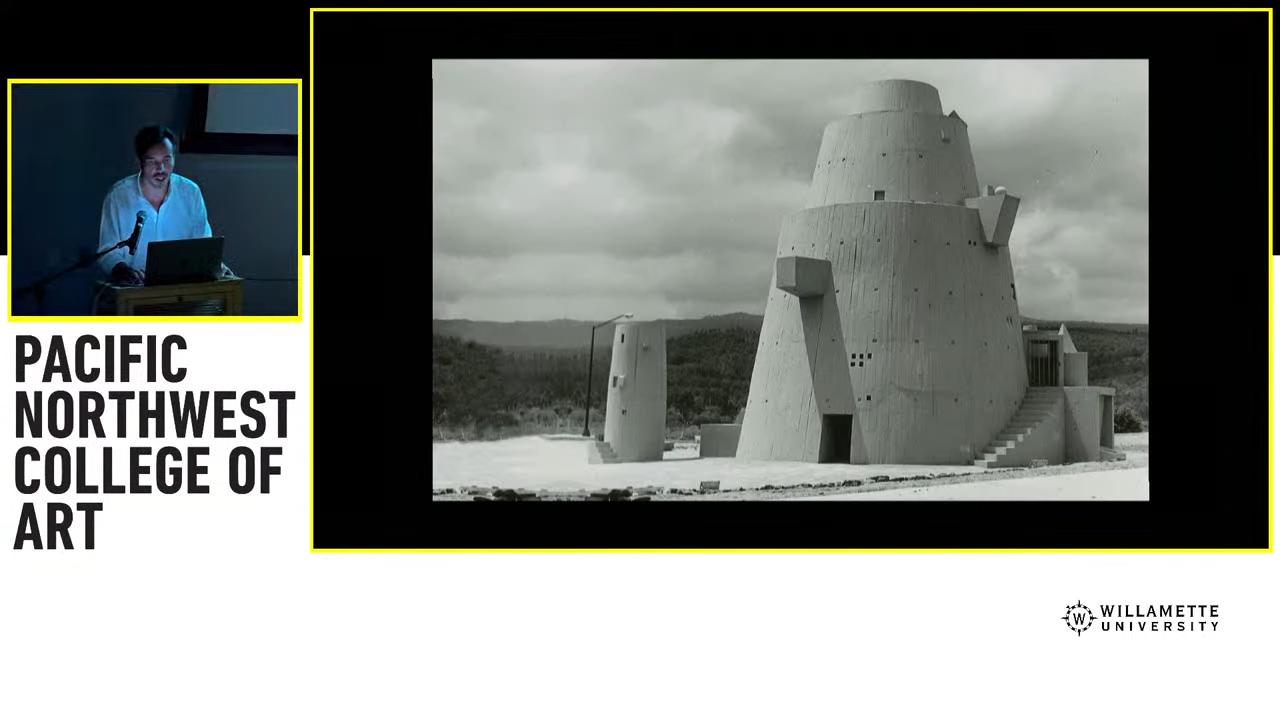 PACIFIC
NORTHWEST
COLLEGE OF
ART
W
WILLAMETTE
UNIVERSITY